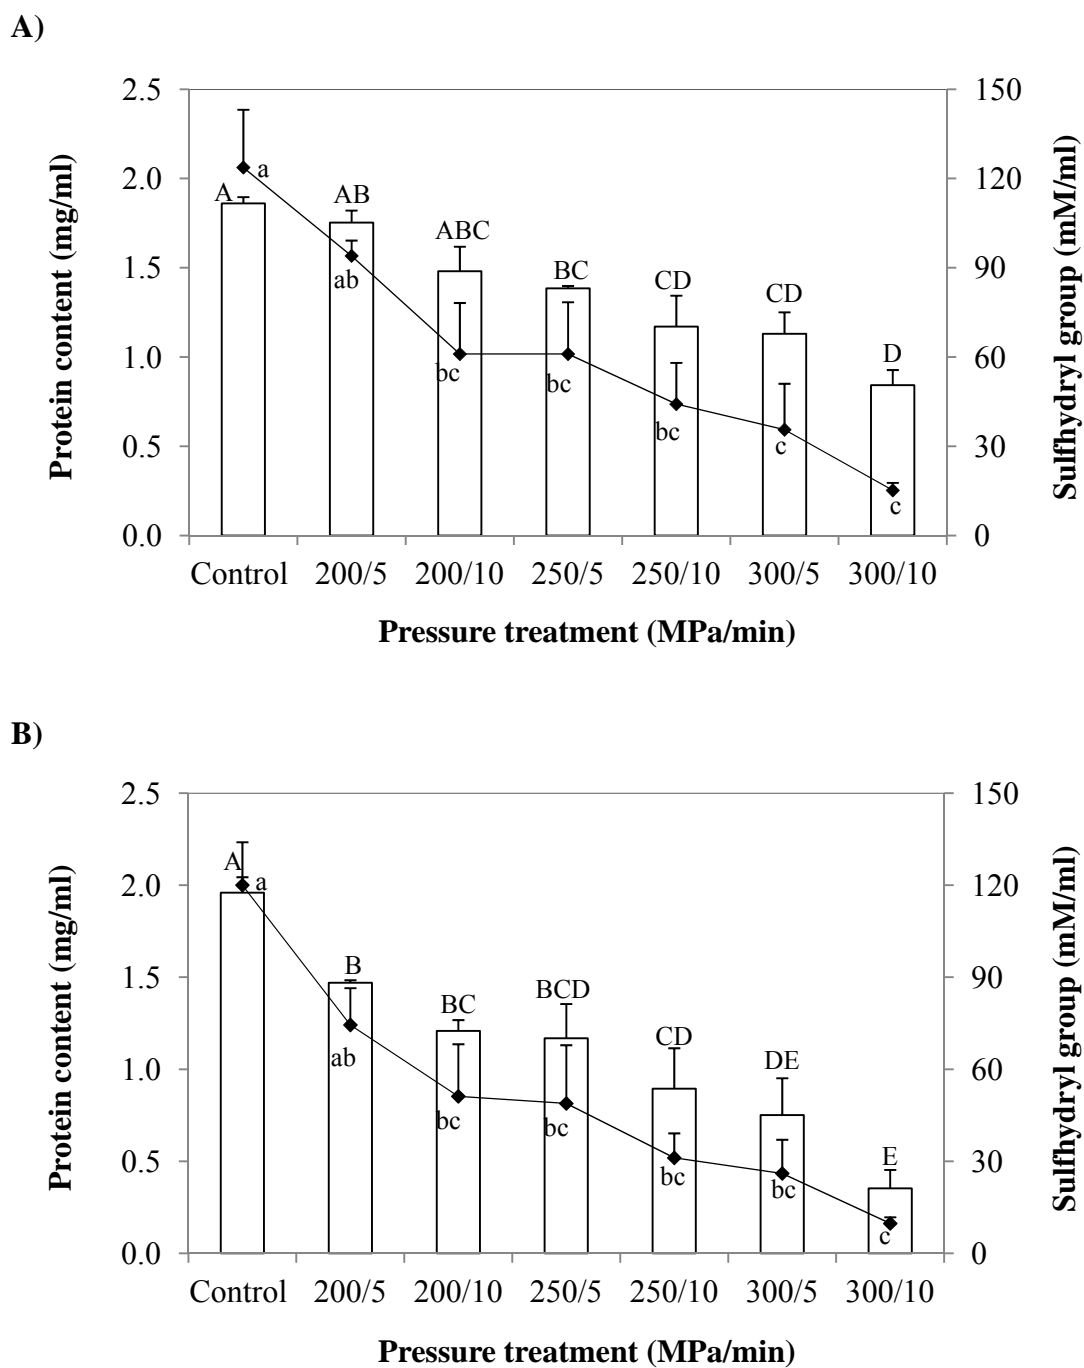 A)
Protein content (mg/ml)
2.5
2.0
1.5
1.0
0.5
0.0
A
AB
ABC
BC
CD
CD
D
a
ab
bc
bc
bc
c
c
150
120
90
60
30
0
Sulfhydryl group (mM/ml)
Control 200/5 200/10 250/5 250/10 300/5 300/10
Pressure treatment (MPa/min)
B)
Protein content (mg/ml)
2.5
2.0
1.5
1.0
0.5
0.0
A
B
BC
BCD
CD
DE
E
a
ab
bc
bc
bc
bc
c
150
120
90
60
30
0
Sulfhydryl group (mM/ml)
Control 200/5 200/10 250/5 250/10 300/5 300/10
Pressure treatment (MPa/min)